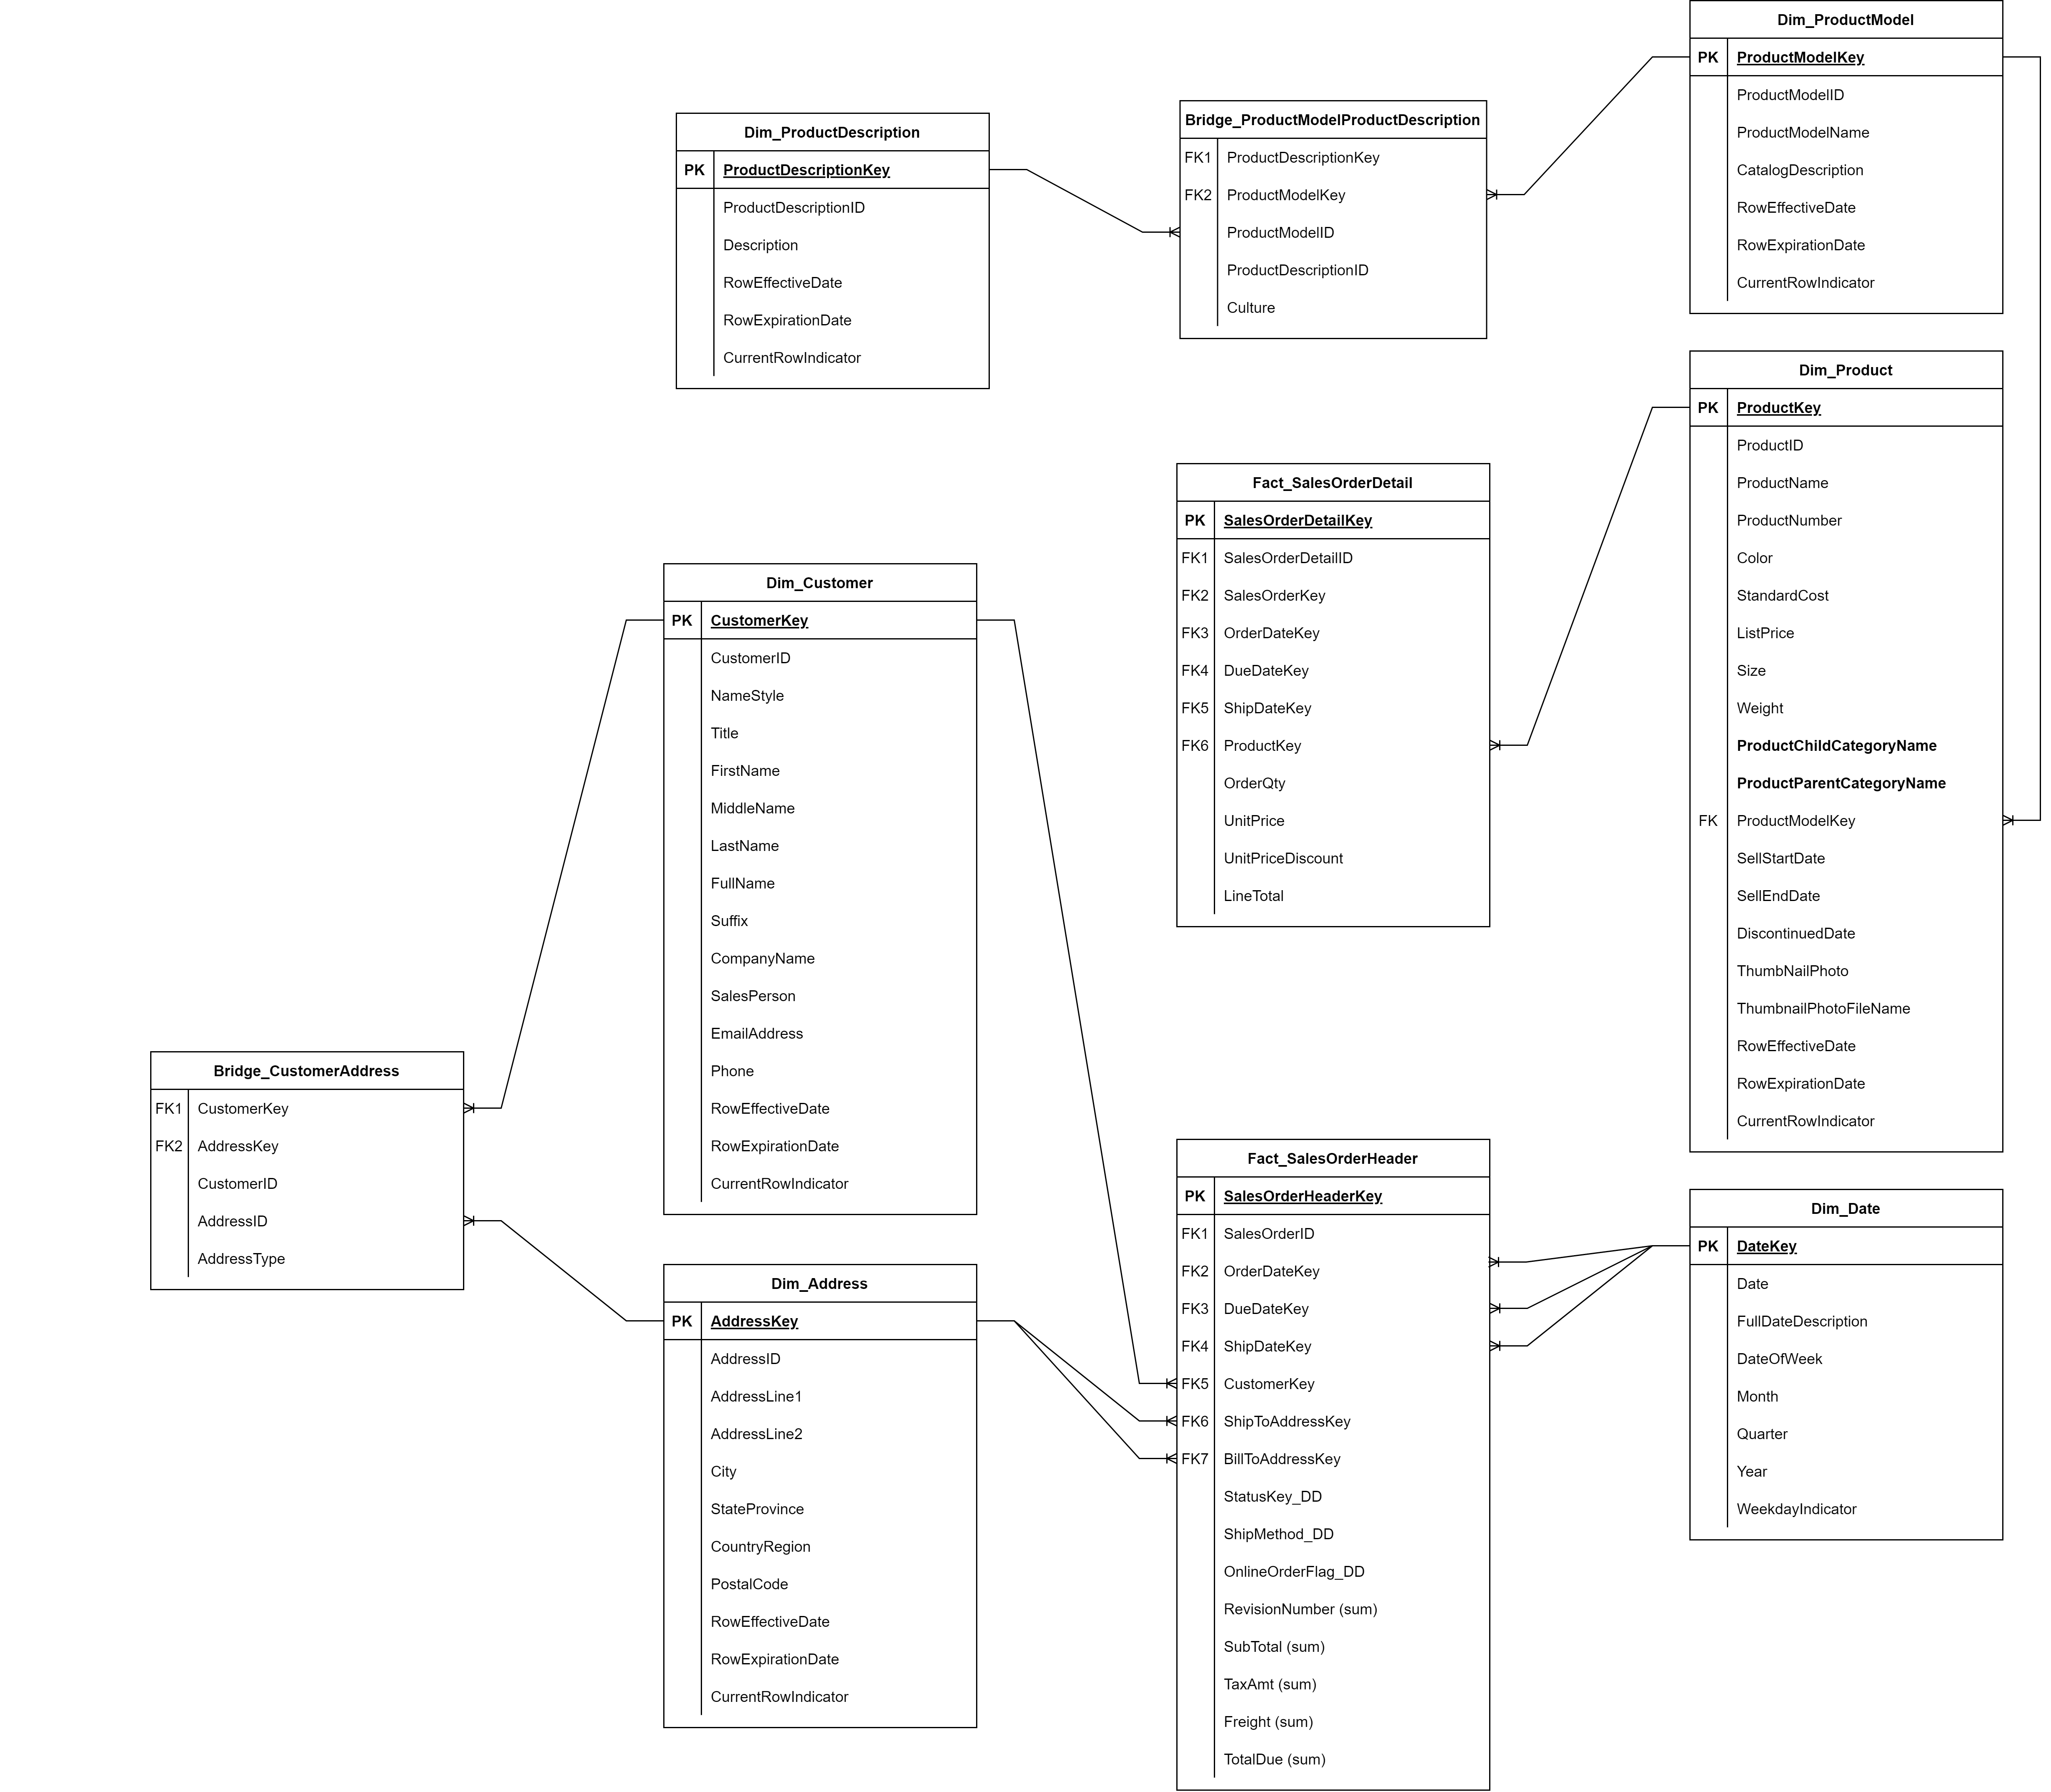 Dim_ProductModel
PK ProductModelKey
ProductModelID
ProductModelName
CatalogDescription
RowEffectiveDate
RowExpirationDate
CurrentRowIndicator
Bridge_ProductModelProductDescription
FK1 ProductDescriptionKey
FK2 ProductModelKey
ProductModelID
ProductDescriptionID
Culture
Dim_ProductDescription
PK ProductDescriptionKey
ProductDescriptionID
Description
RowEffectiveDate
RowExpirationDate
CurrentRowIndicator
Dim_Product
PK ProductKey
ProductID
ProductName
ProductNumber
Color
StandardCost
ListPrice
Size
Weight
ProductChildCategoryName
ProductParentCategoryName
FK ProductModelKey
SellStartDate
SellEndDate
DiscontinuedDate
ThumbNailPhoto
ThumbnailPhotoFileName
RowEffectiveDate
RowExpirationDate
CurrentRowIndicator
Fact_SalesOrderDetail
PK SalesOrderDetailKey
FK1 SalesOrderDetailID
FK2 SalesOrderKey
FK3 OrderDateKey
FK4 DueDateKey
FK5 ShipDateKey
FK6 ProductKey
OrderQty
UnitPrice
UnitPriceDiscount
LineTotal
Dim_Customer
PK CustomerKey
CustomerID
NameStyle
Title
FirstName
MiddleName
LastName
FullName
Suffix
CompanyName
SalesPerson
EmailAddress
Phone
RowEffectiveDate
RowExpirationDate
CurrentRowIndicator
Bridge_CustomerAddress
FK1 CustomerKey
FK2 AddressKey
CustomerID
AddressID
AddressType
Dim_Address
PK AddressKey
AddressID
AddressLine1
AddressLine2
City
StateProvince
CountryRegion
PostalCode
RowEffectiveDate
RowExpirationDate
CurrentRowIndicator
Fact_SalesOrderHeader
PK SalesOrderHeaderKey
FK1 SalesOrderID
FK2 OrderDateKey
FK3 DueDateKey
FK4 ShipDateKey
FK5 CustomerKey
FK6 ShipToAddressKey
FK7 BillToAddressKey
StatusKey_DD
ShipMethod_DD
OnlineOrderFlag_DD
RevisionNumber (sum)
SubTotal (sum)
TaxAmt (sum)
Freight (sum)
TotalDue (sum)
Dim_Date
PK DateKey
Date
FullDateDescription
DateOfWeek
Month
Quarter
Year
WeekdayIndicator